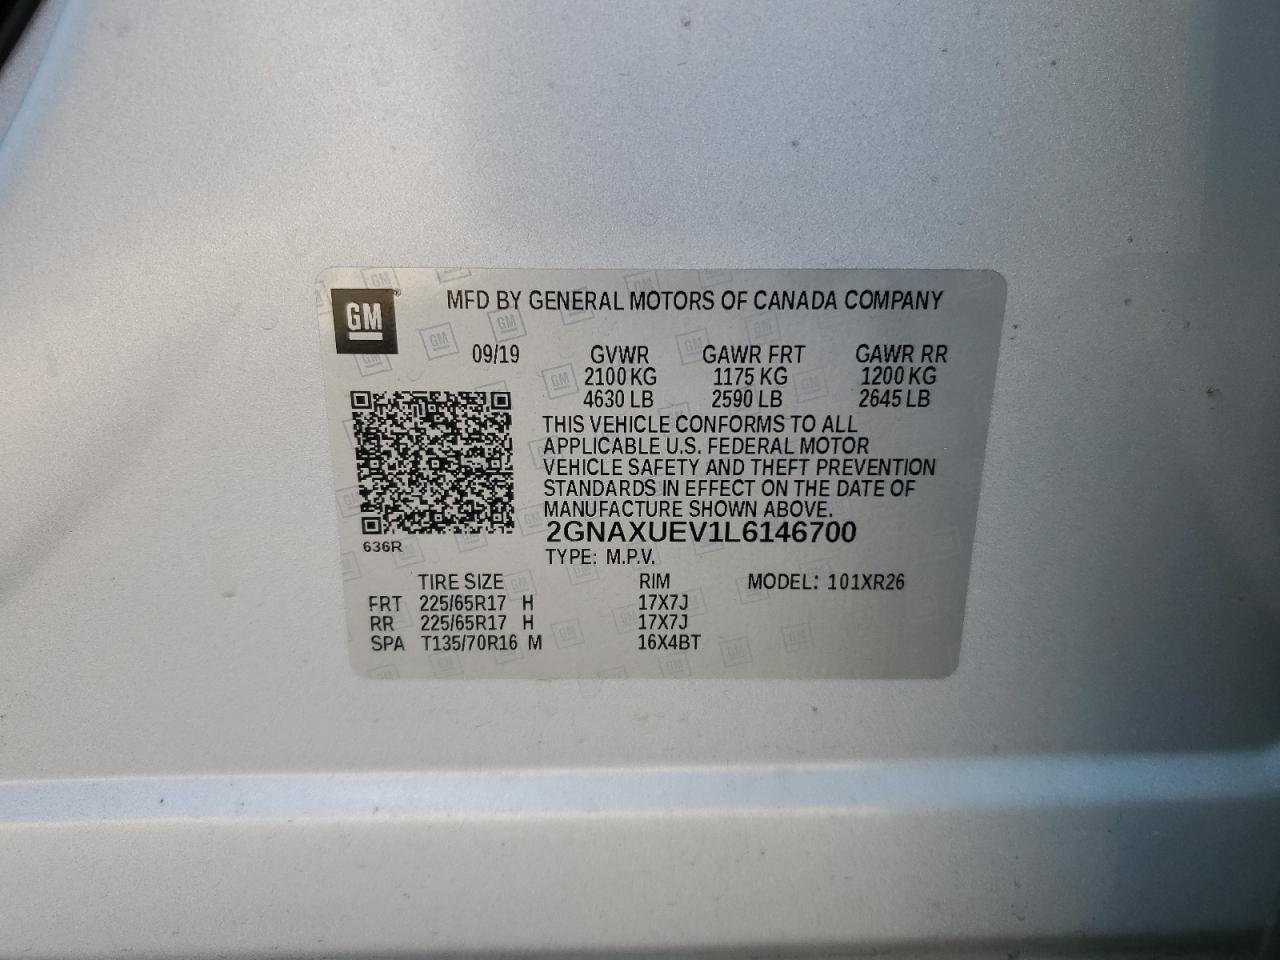 GM
MFD BY GENERAL MOTORS OF CANADA COMPANY
09/19 GVWR GAWR FRT GAWR RR
2100 KG 1175 KG 1200 KG
4630 LB 2590 LB 2645 LB
THIS VEHICLE CONFORMS TO ALL
APPLICABLE U.S. FEDERAL MOTOR
VEHICLE SAFETY AND THEFT PREVENTION
STANDARDS IN EFFECT ON THE DATE OF
MANUFACTURE SHOWN ABOVE.
2GNAXUEV1L6146700
636R
TYPE: M.P.V.
TIRE SIZE RIM MODEL: 101XR26
FRT 225/65R17 H 17X7J
RR 225/65R17 H 17X7J
SPA T135/70R16 M 16X4BT